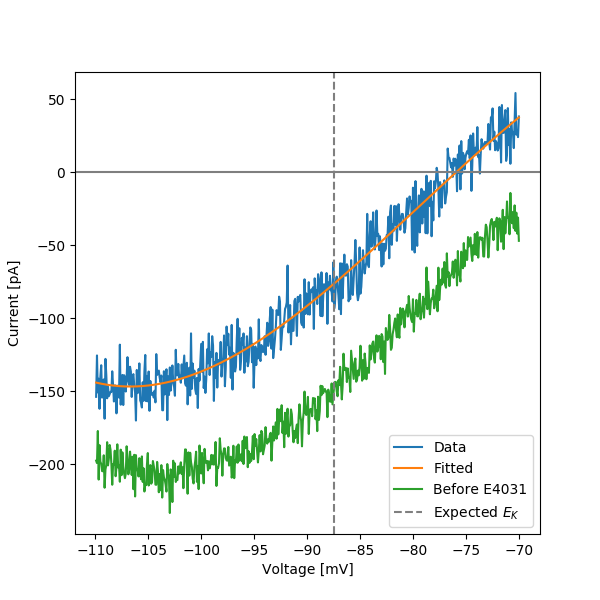 50
0
−50
−100
−150
−200
Current [pA]
−110
−105
−100
−95
−90
−85
−80
−75
−70
Voltage [mV]
Data
Fitted
Before E4031
Expected E_K